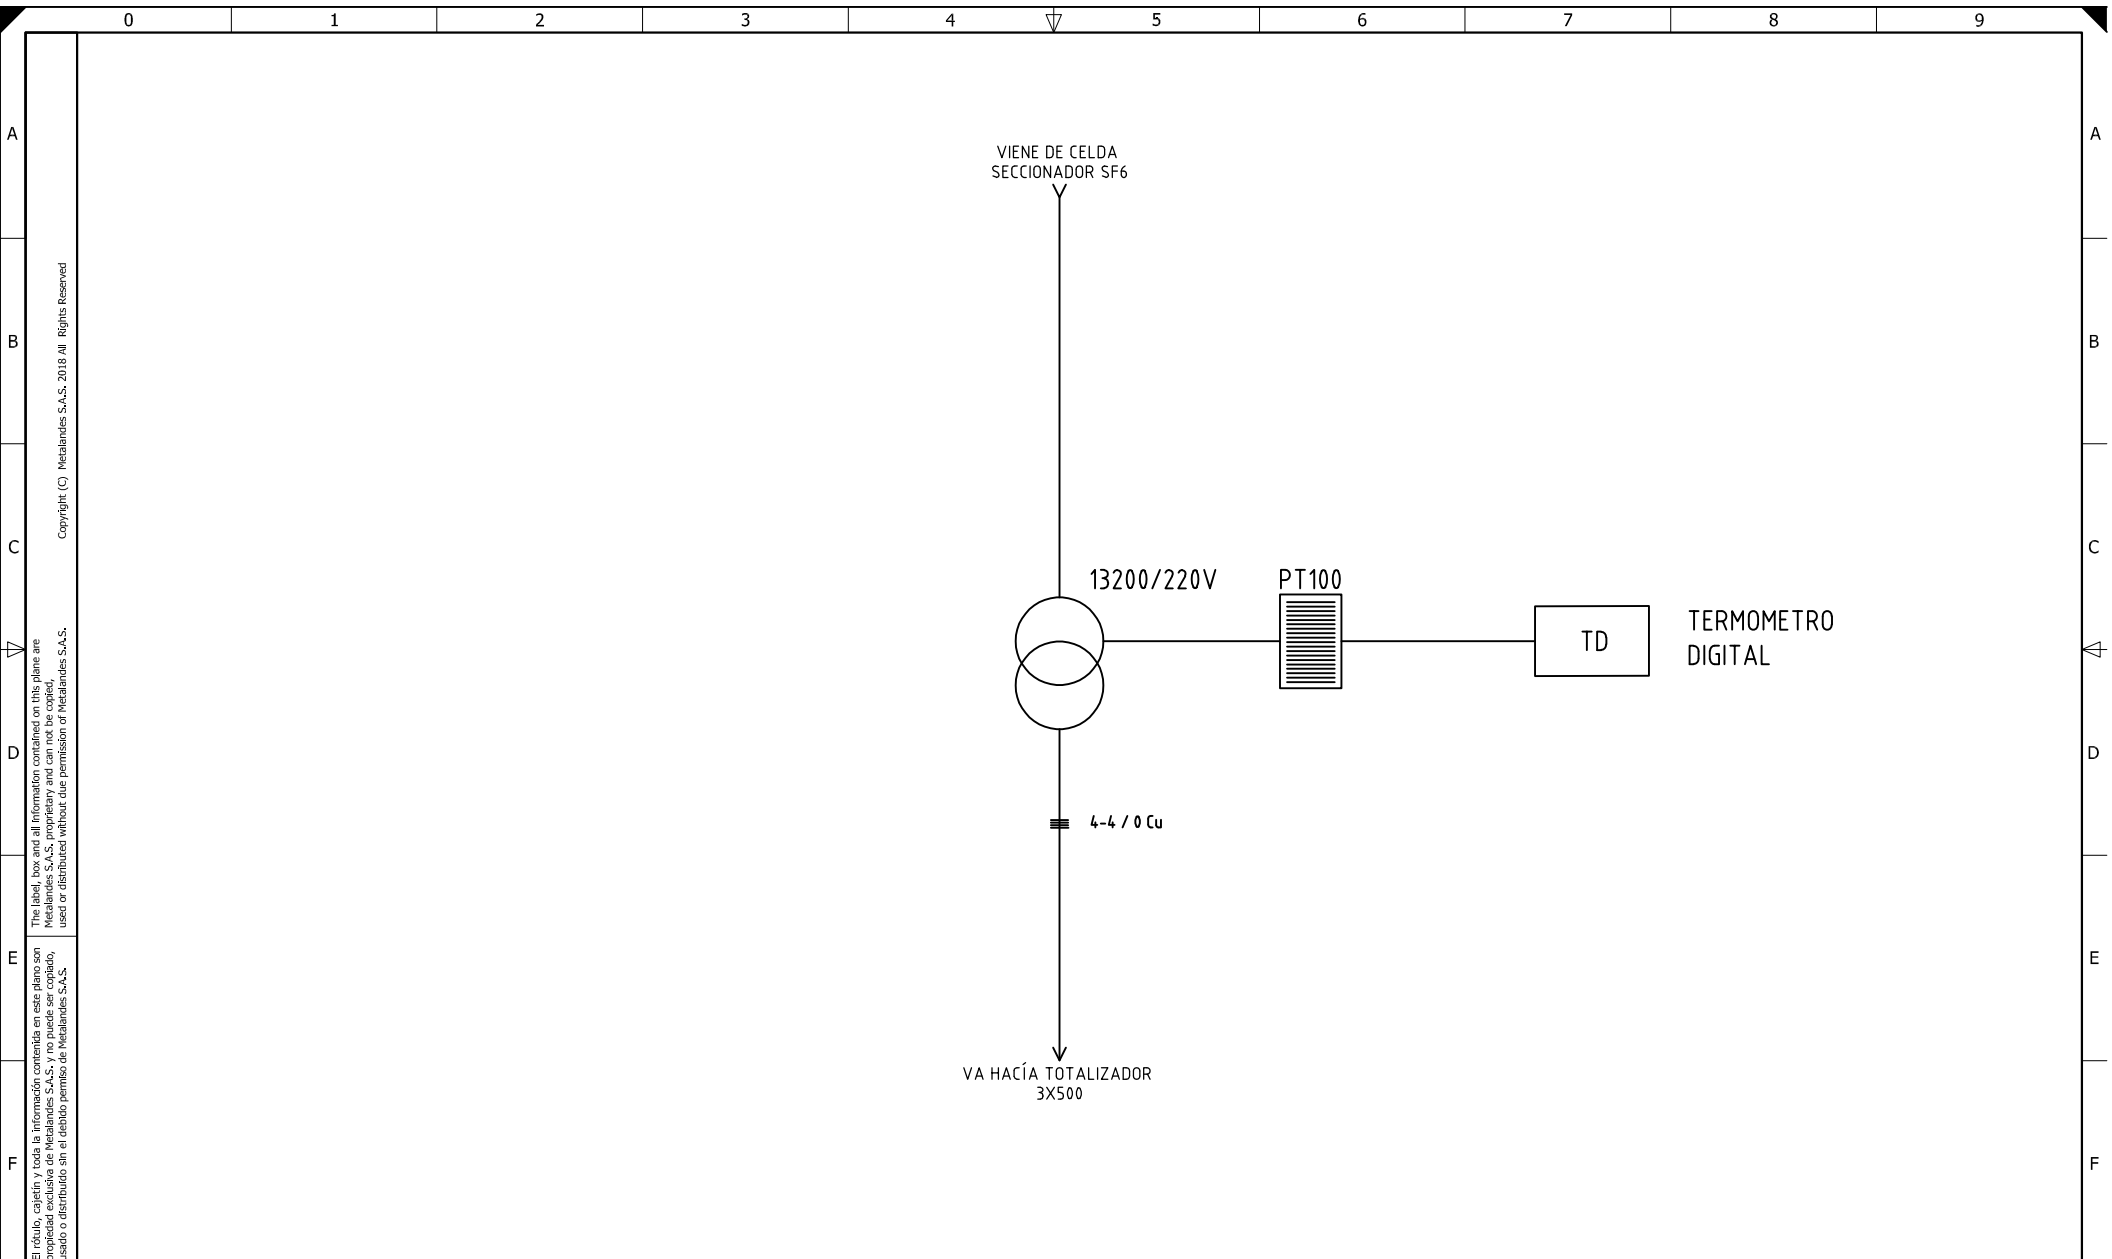 0 1 2 3 4 5 6 7 8 9
A A
VIENE DE CELDA
SECCIONADOR SF6
B B
Copyright (C) Metalandes S.A.S. 2018 All Rights Reserved
C C
13200/220V PT100
TERMOMETRO
TD
DIGITAL
The label, box and all information contained on this plane are
Metalandes S.A.S. proprietary and can not be copied,
used or distributed without due permission of Metalandes S.A.S.
D D
4-4 / 0 Cu
E E
El rótulo, cajetín y toda la información contenida en este plano son
propiedad exclusiva de Metalandes S.A.S. y no puede ser copiado,
usado o distribuido sin el debido permiso de Metalandes S.A.S.
VA HACÍA TOTALIZADOR
3X500
F F